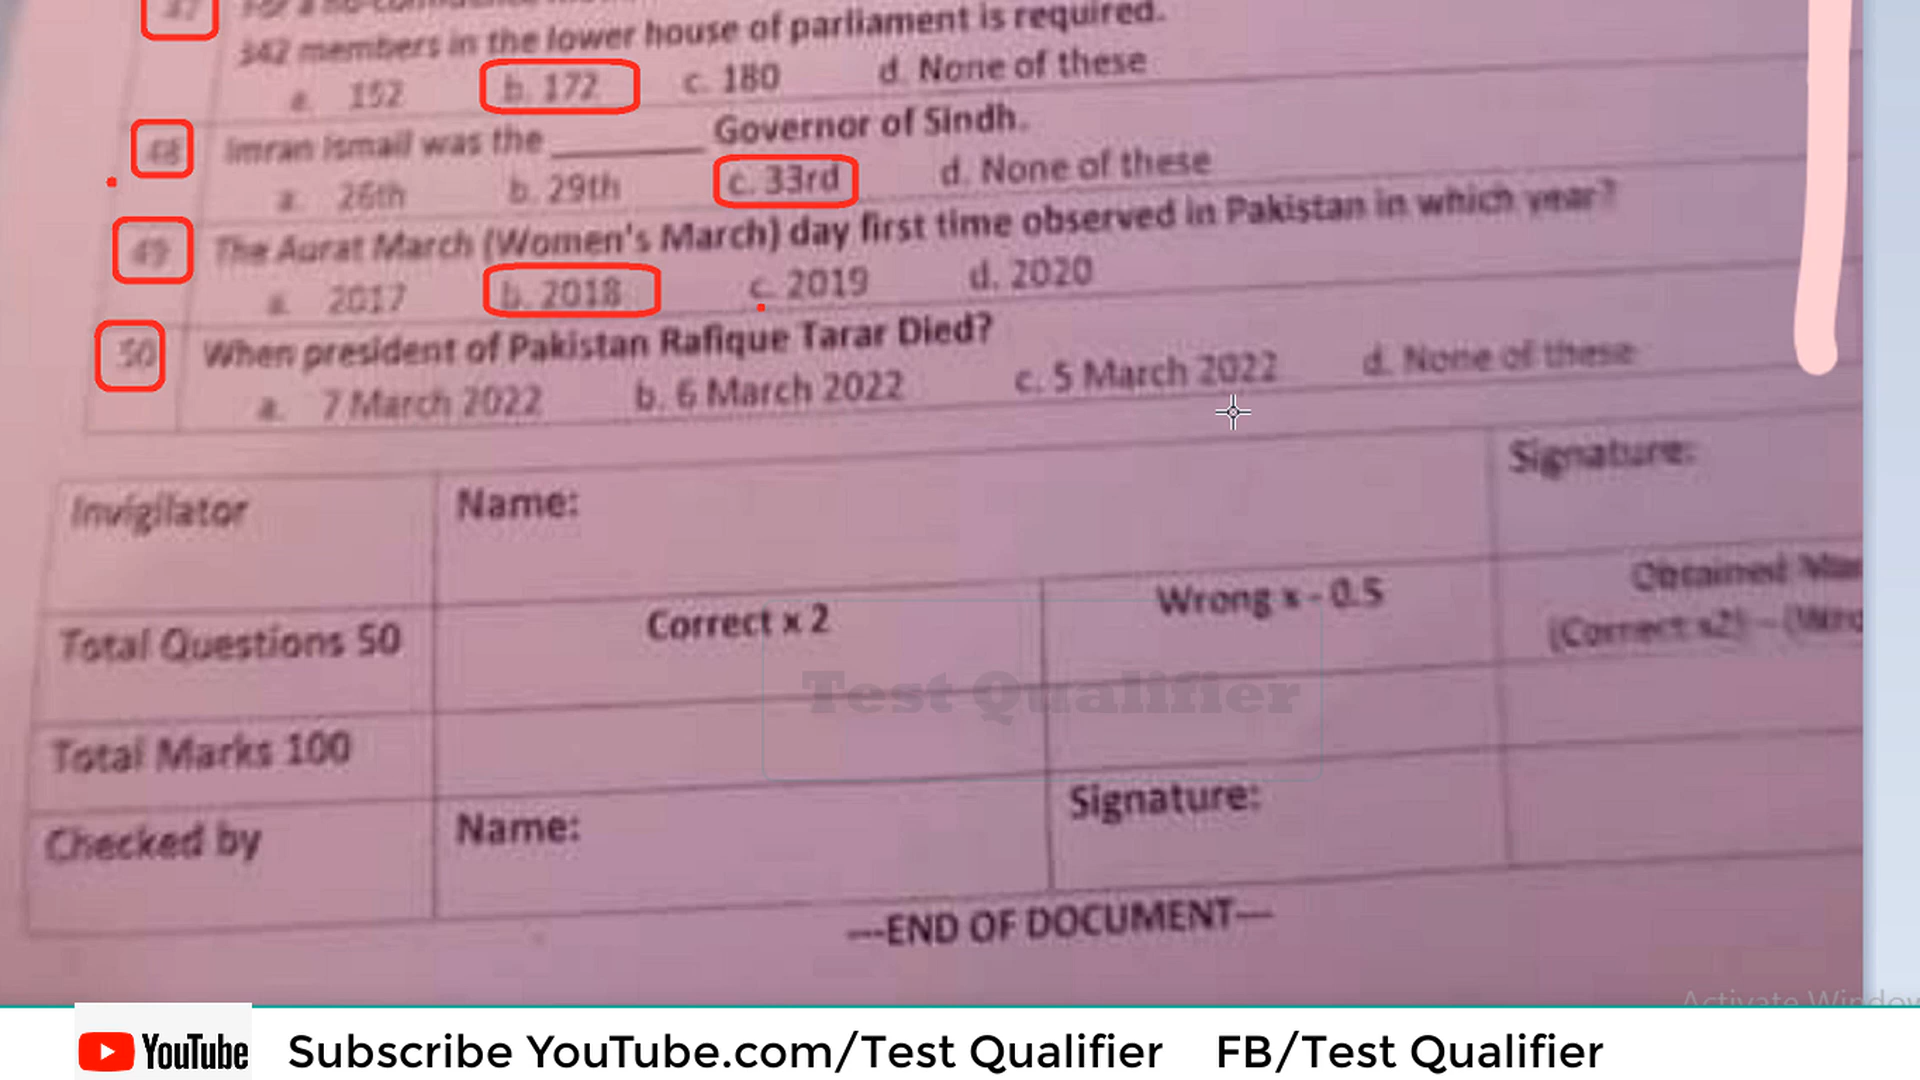 342 members in the lower house of parliament is required.
a. 152 b. 172 c. 180 d. None of these
48 Imran Ismail was the ________ Governor of Sindh.
a. 26th b. 29th c. 33rd d. None of these
49 The Aurat March (Women's March) day first time observed in Pakistan in which year?
a. 2017 b. 2018 c. 2019 d. 2020
50 When president of Pakistan Rafique Tarar Died?
a. 7 March 2022 b. 6 March 2022 c. 5 March 2022 d. None of these
Invigilator Name: Signature:
Total Questions 50 Correct x 2 Wrong x - 0.5 Obtained
(Correct x2) – (
Test Qualifier
Total Marks 100
Checked by Name: Signature:
---END OF DOCUMENT---
Activate
YouTube Subscribe YouTube.com/Test Qualifier FB/Test Qualifier